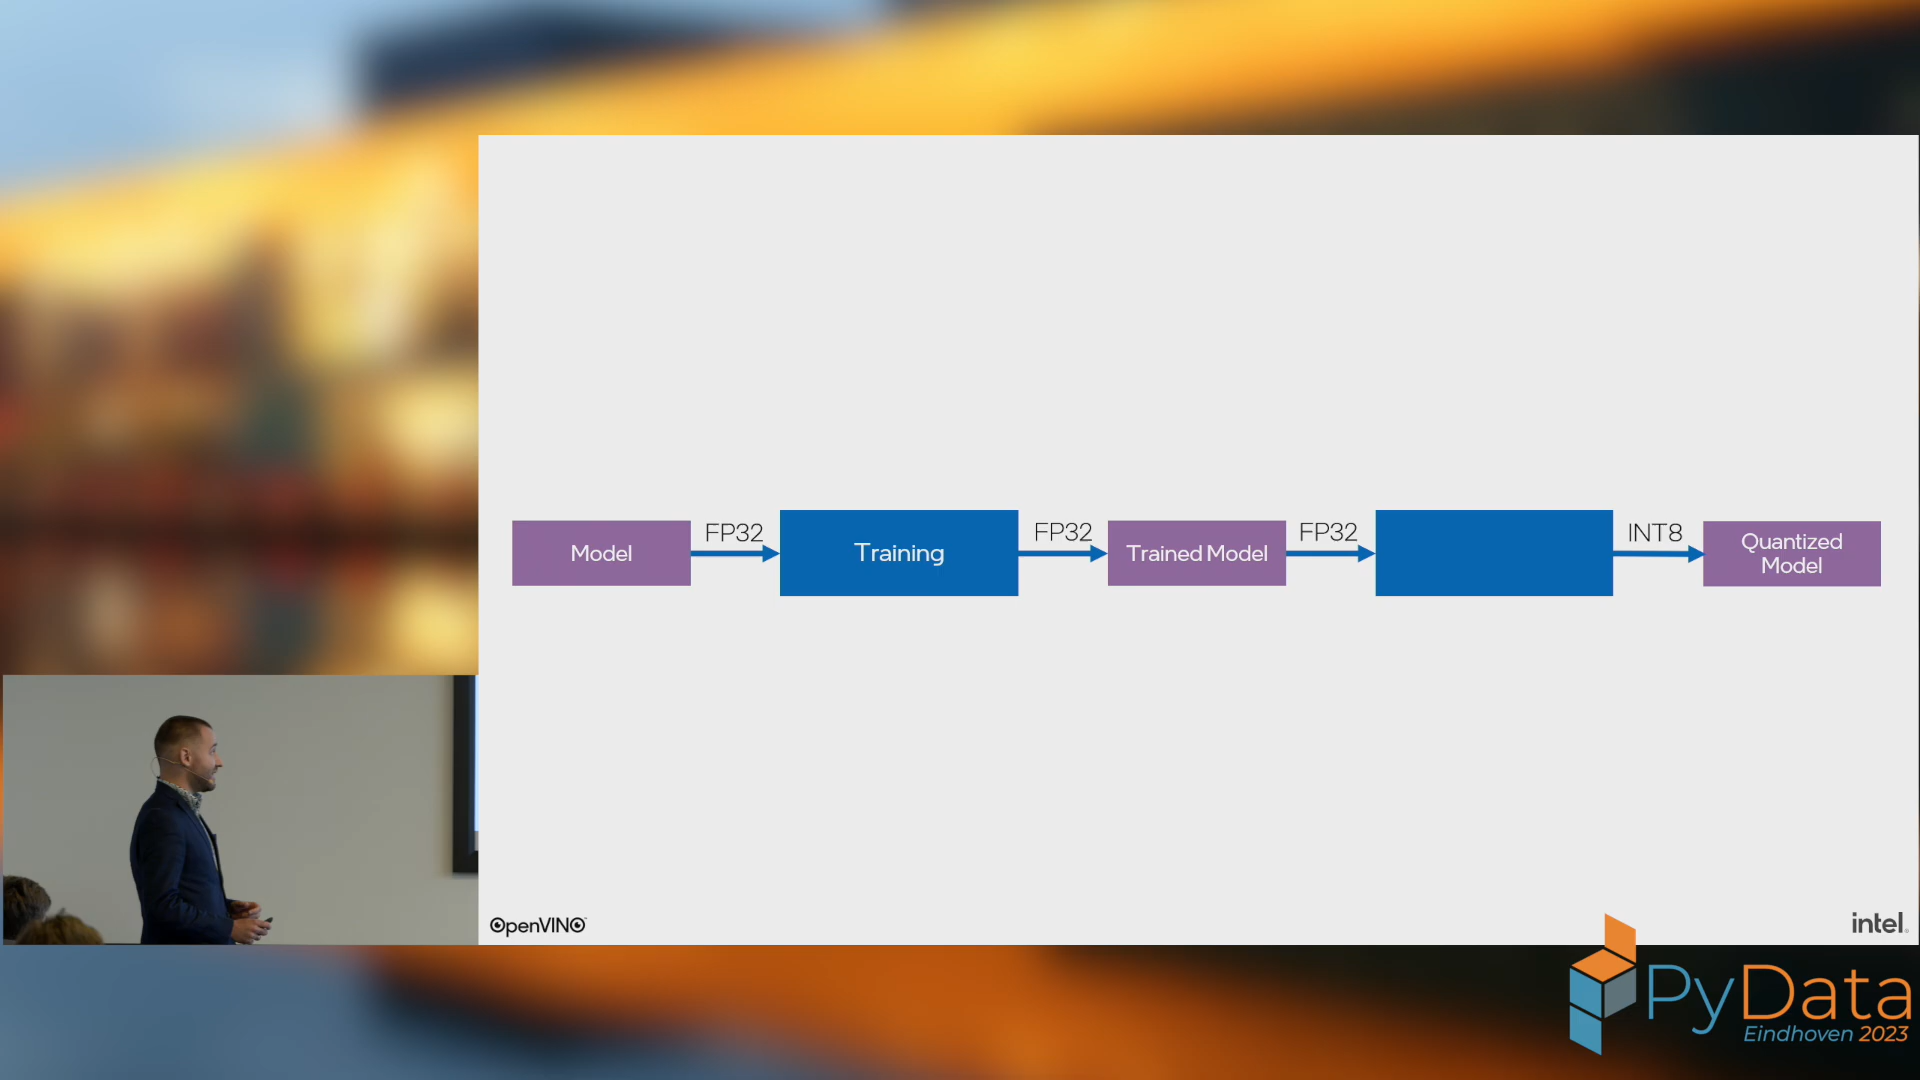 FP32
FP32
FP32
INT8
Model
Training
Trained Model
Quantized
Model
OpenVINO
intel.
PyData
Eindhoven 2023